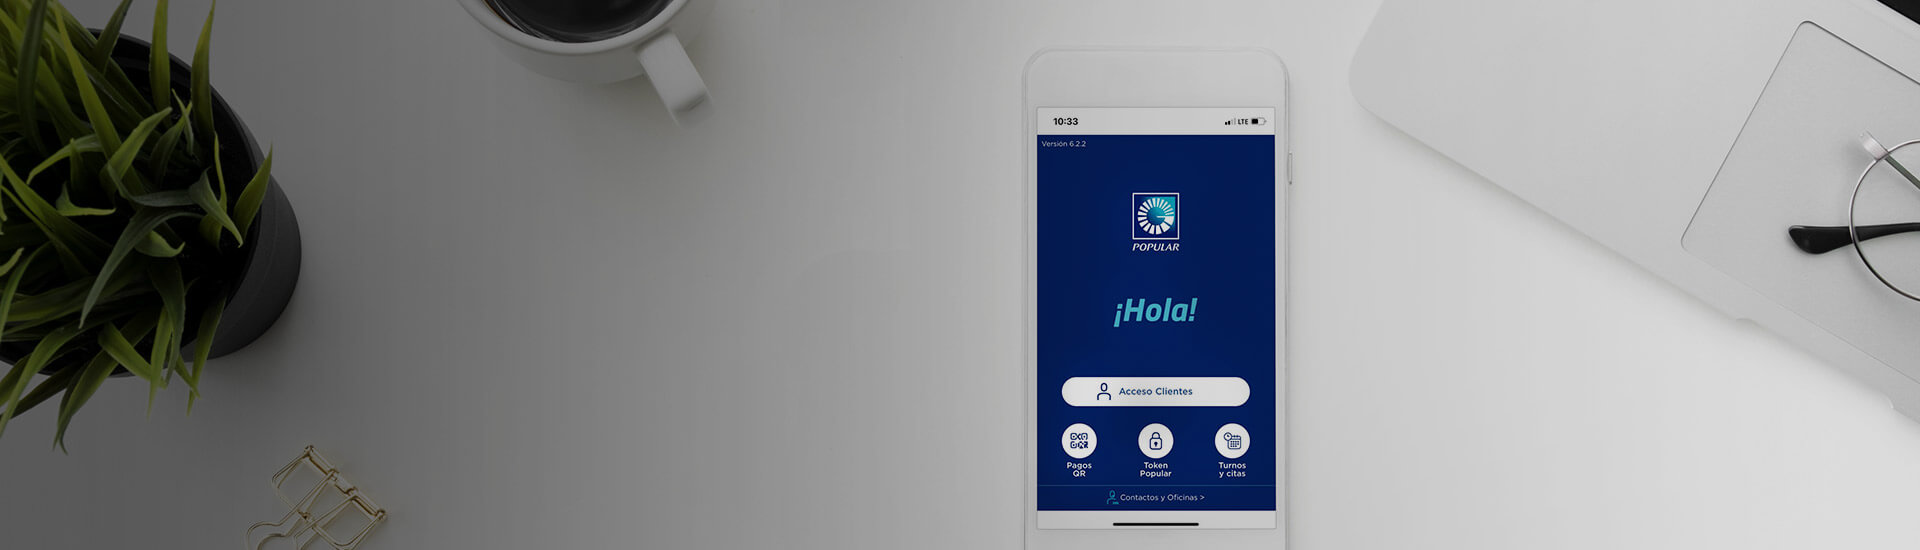 10:33
LTE
Versión 6.2.2
POPULAR
¡Hola!
Acceso Clientes
Pagos
QR
Token
Popular
Turnos
y citas
Contactos y Oficinas >